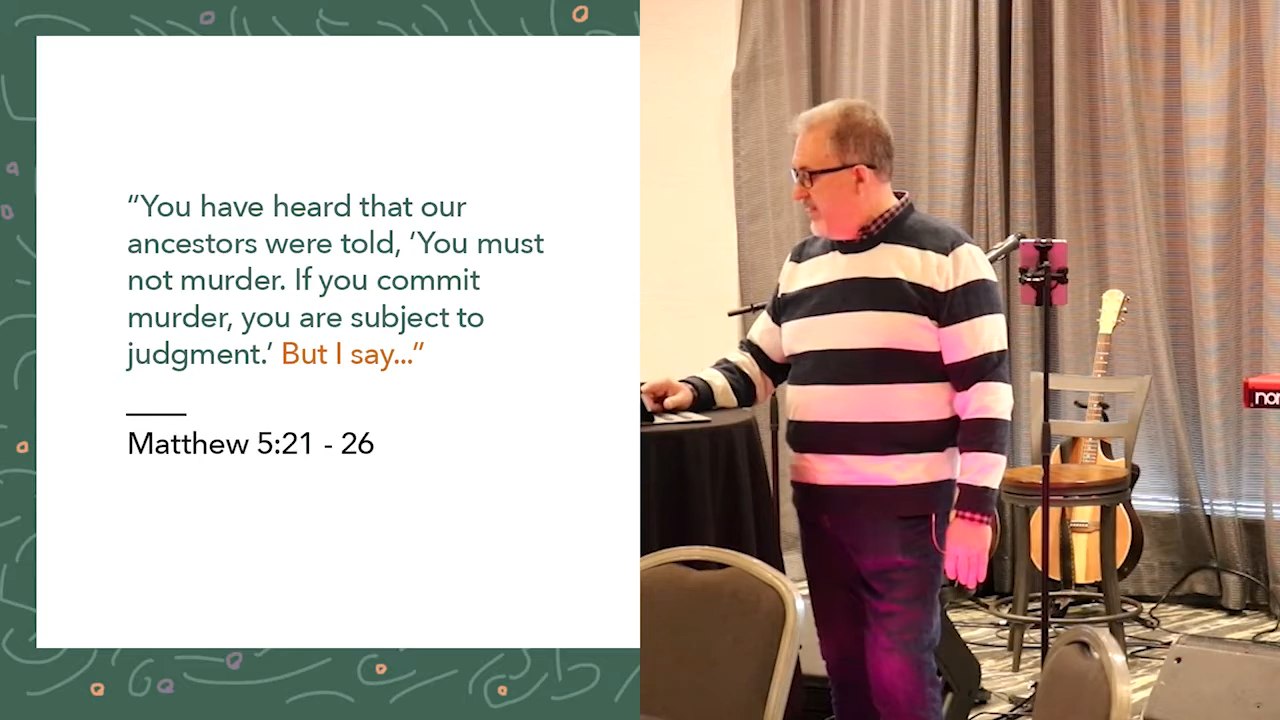 “You have heard that our
ancestors were told, ‘You must
not murder. If you commit
murder, you are subject to
judgment.’ But I say...”
Matthew 5:21 - 26